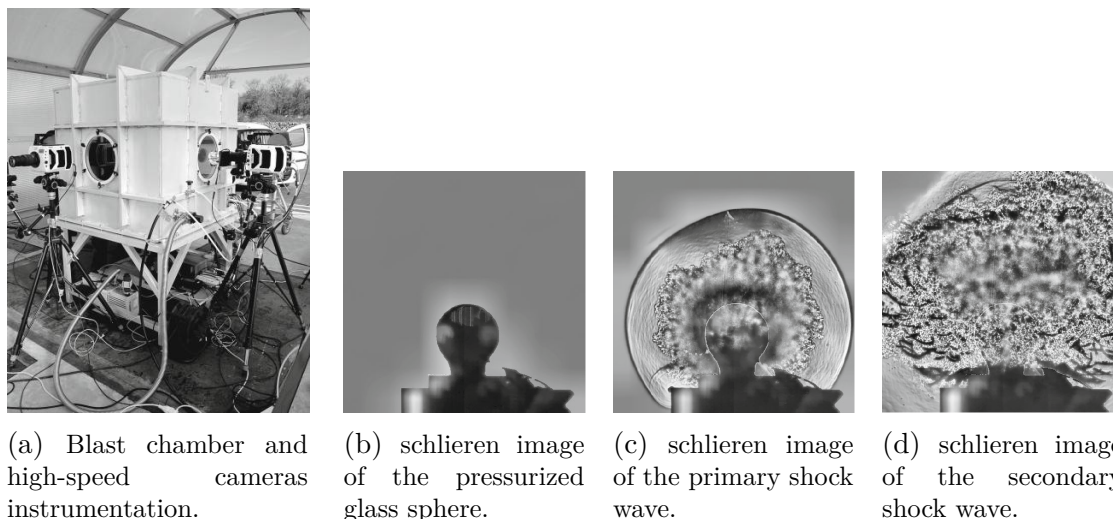 (a) Blast chamber and
high-speed cameras
instrumentation.
(b) schlieren image
of the pressurized
glass sphere.
(c) schlieren image
of the primary shock
wave.
(d) schlieren image
of the secondary
shock wave.